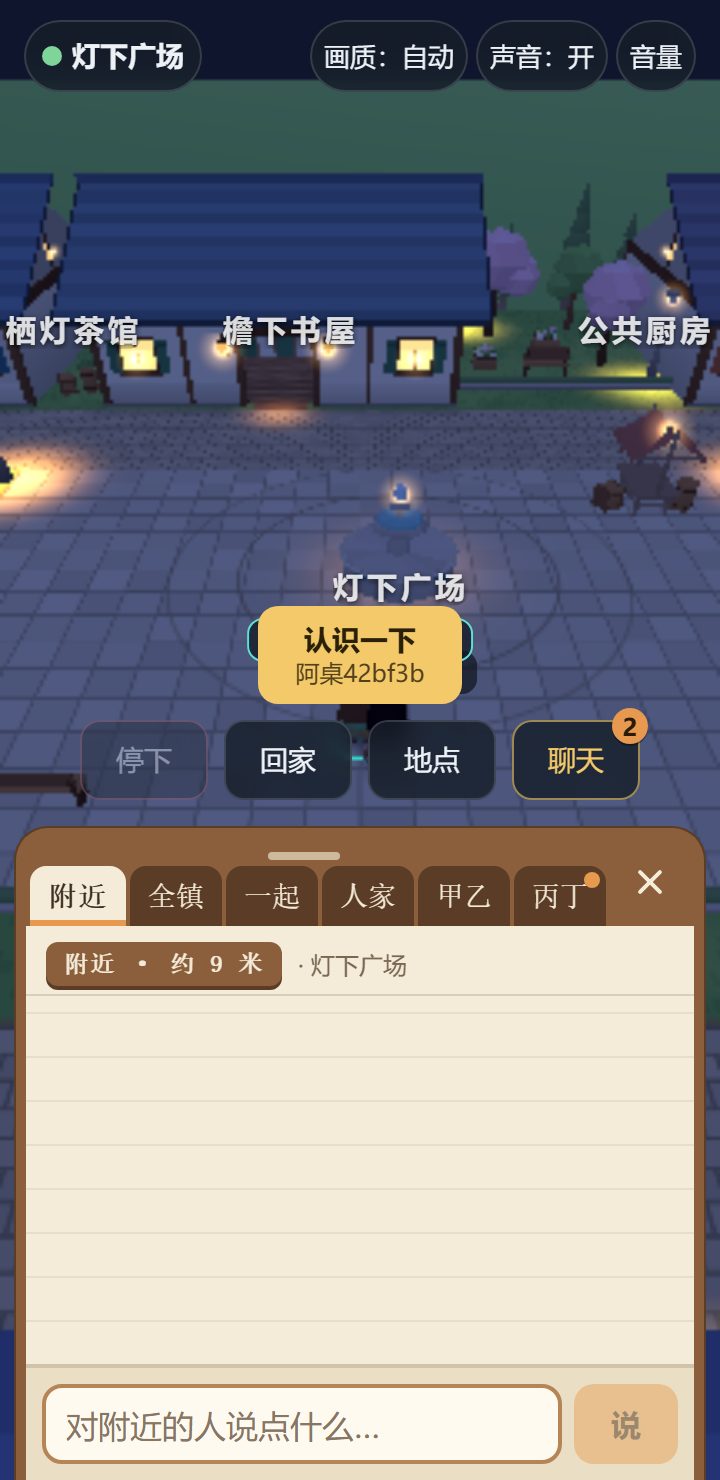 灯下广场
画质：自动
声音：开
音量
栖灯茶馆
檐下书屋
公共厨房
灯下广场
认识一下
阿桌42bf3b
停下
回家
地点
聊天
2
附近
全镇
一起
人家
甲乙
丙丁
附近 · 约 9 米
· 灯下广场
对附近的人说点什么...
说